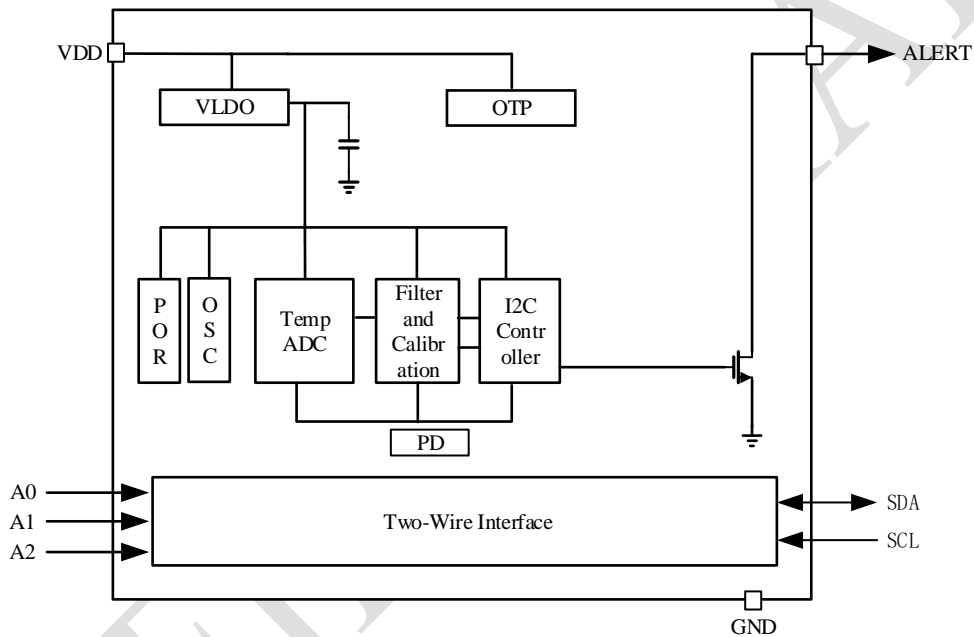 VDD
ALERT
VLDO
OTP
P
O
R
O
S
C
Temp
ADC
Filter
and
Calibr
ation
I2C
Contr
oller
PD
A0
A1
A2
Two-Wire Interface
SDA
SCL
GND